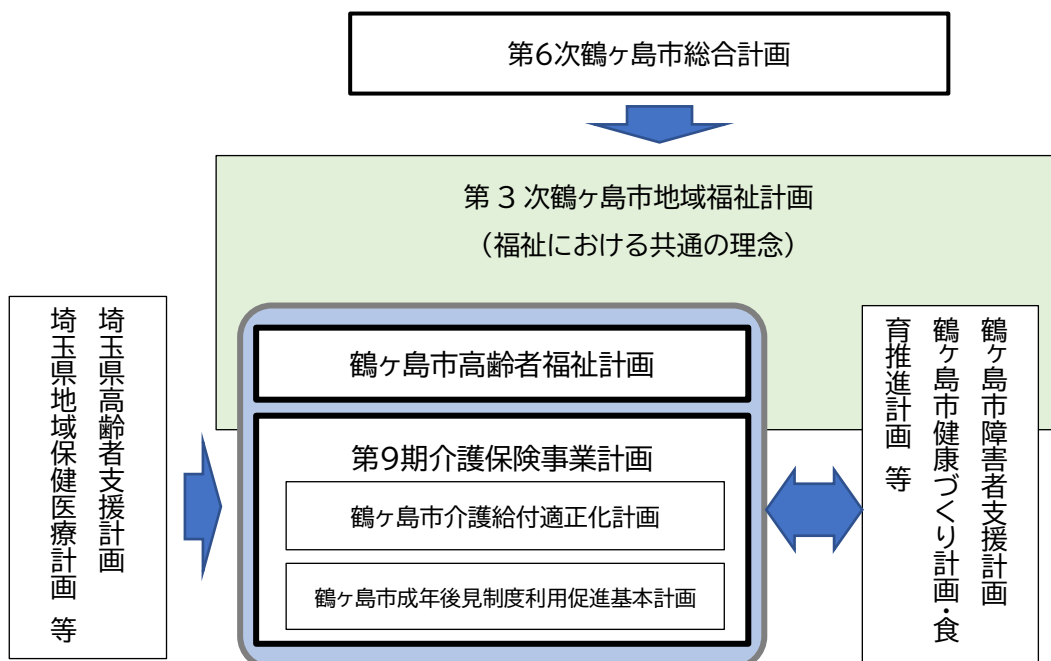 第6次鶴ヶ島市総合計画
第3次鶴ヶ島市地域福祉計画
（福祉における共通の理念）
埼玉県高齢者支援計画
埼玉県地域保健医療計画 等
鶴ヶ島市高齢者福祉計画
第9期介護保険事業計画
鶴ヶ島市介護給付適正化計画
鶴ヶ島市成年後見制度利用促進基本計画
鶴ヶ島市障害者支援計画
鶴ヶ島市健康づくり計画・食
育推進計画 等